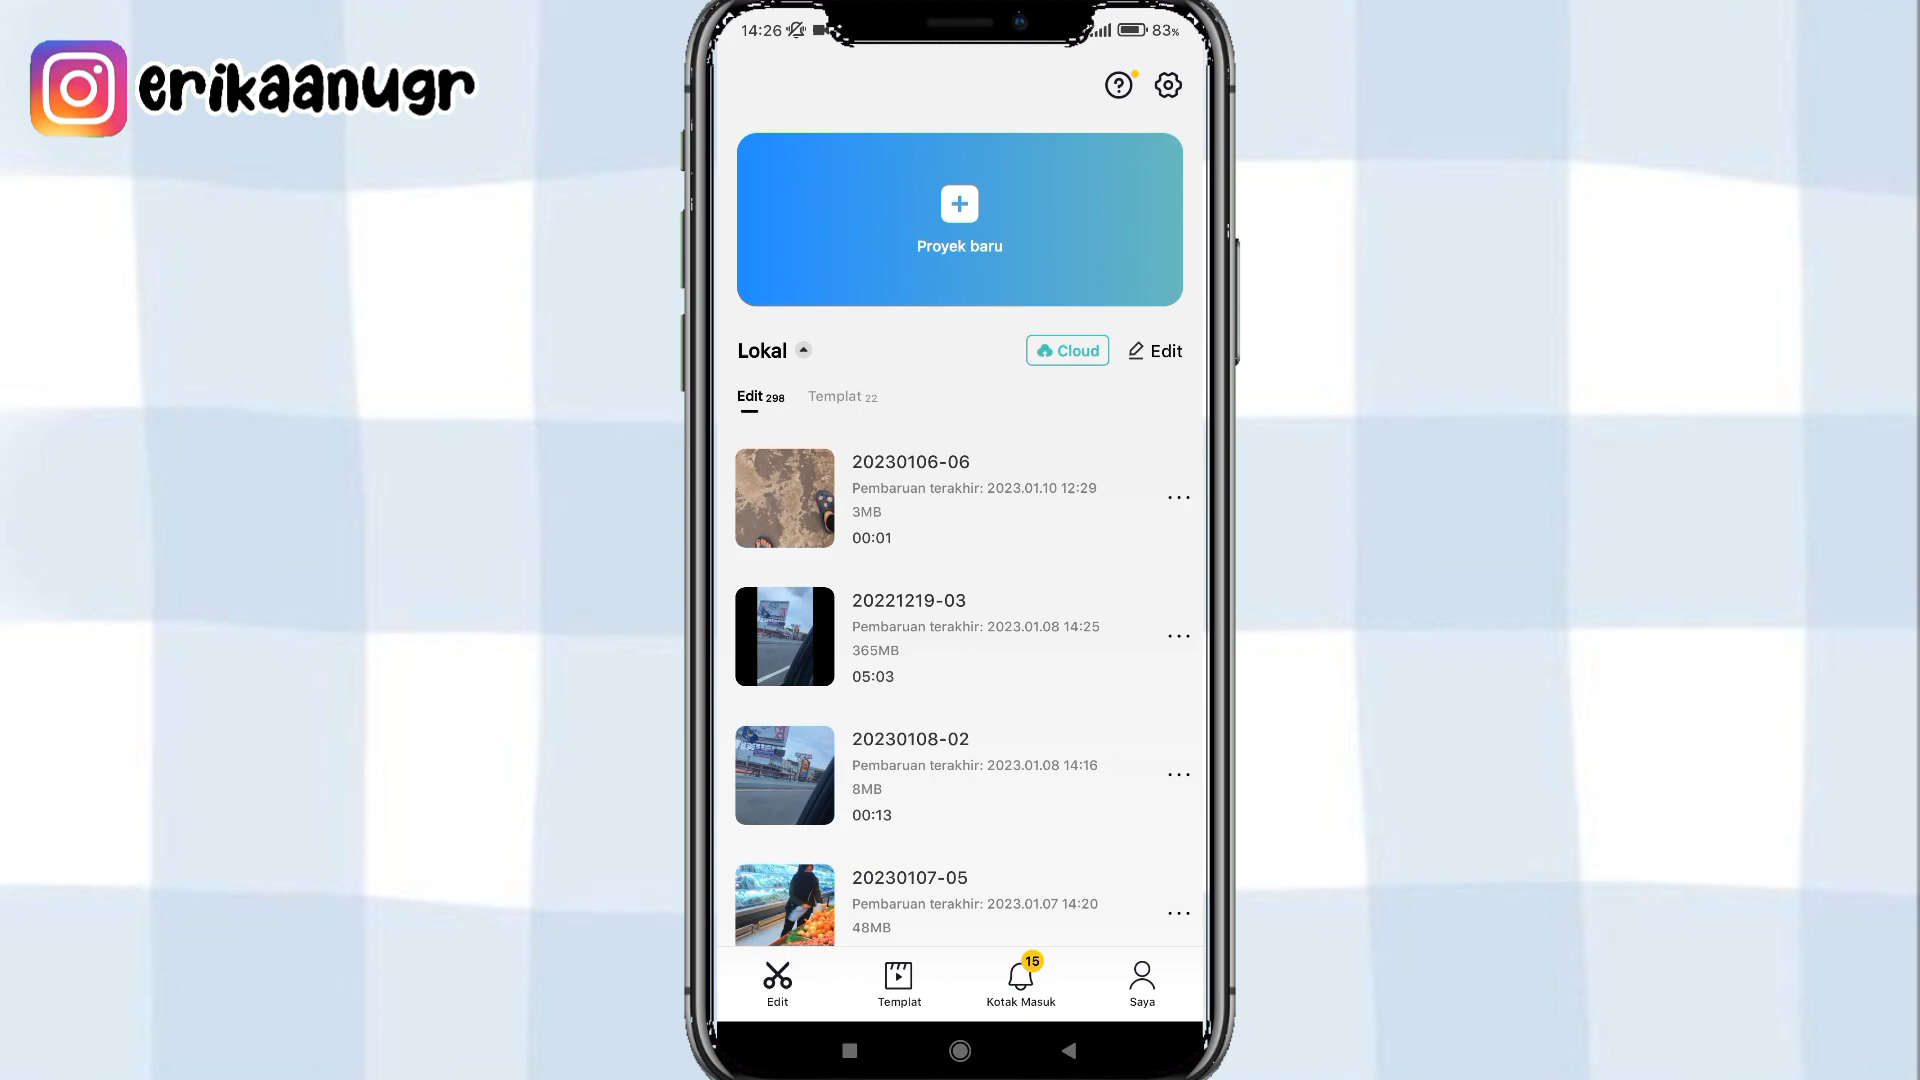 erikaanugr
14:26
83%
Proyek baru
Lokal
Cloud
Edit
Edit 298
Templat 22
20230106-06
Pembaruan terakhir: 2023.01.10 12:29
3MB
00:01
20221219-03
Pembaruan terakhir: 2023.01.08 14:25
365MB
05:03
20230108-02
Pembaruan terakhir: 2023.01.08 14:16
8MB
00:13
20230107-05
Pembaruan terakhir: 2023.01.07 14:20
48MB
15
Edit
Templat
Kotak Masuk
Saya